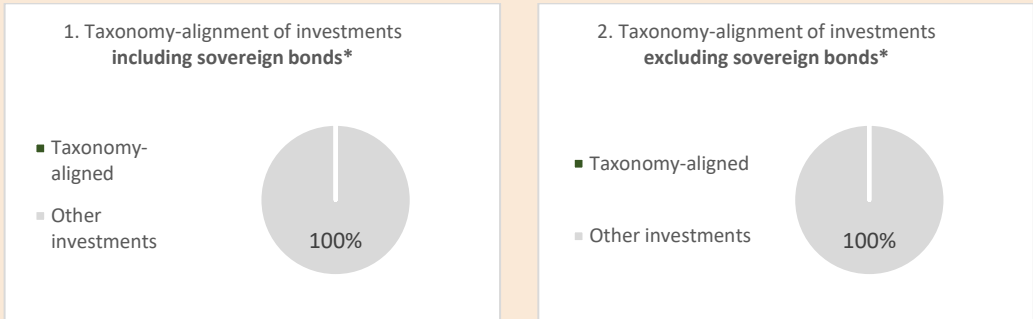 1. Taxonomy-alignment of investments
including sovereign bonds*
Taxonomy-
aligned
Other
investments
100%
2. Taxonomy-alignment of investments
excluding sovereign bonds*
Taxonomy-aligned
Other investments
100%